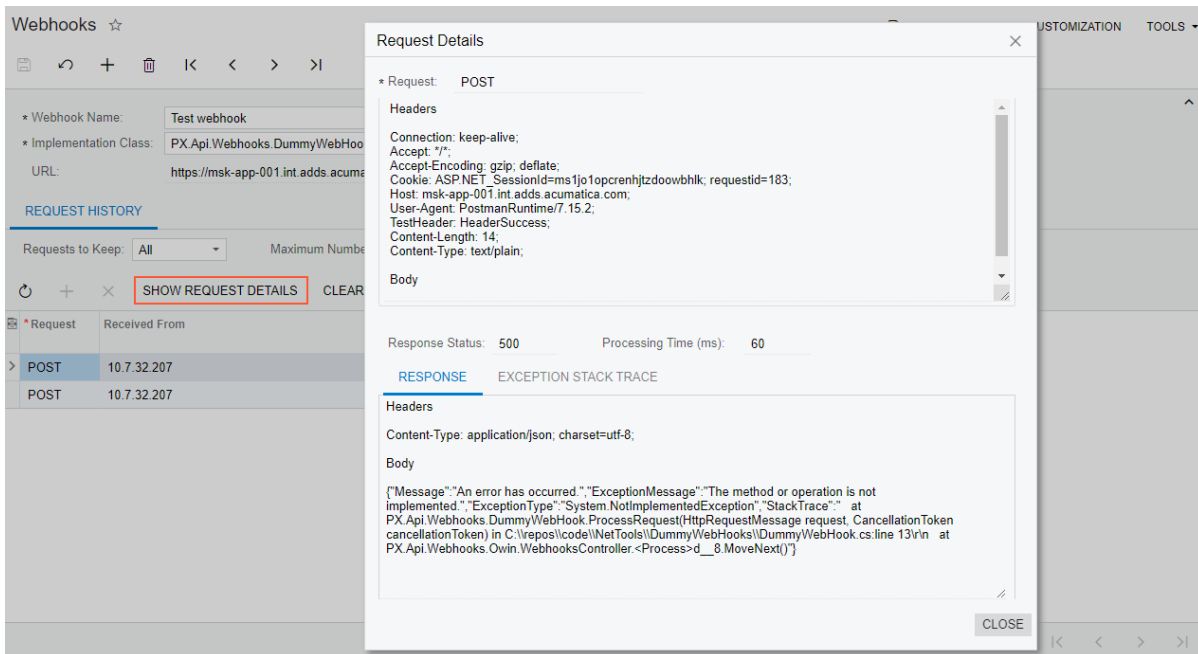 Webhooks
USTOMIZATION TOOLS
Request Details
* Request: POST
* Webhook Name: Test webhook
* Implementation Class: PX.Api.Webhooks.DummyWebHoo
URL: https://msk-app-001.int.adds.acuma
REQUEST HISTORY
Requests to Keep: All Maximum Numbe
SHOW REQUEST DETAILS CLEAR
* Request Received From
POST 10.7.32.207
POST 10.7.32.207
Headers
Connection: keep-alive;
Accept: */*;
Accept-Encoding: gzip; deflate;
Cookie: ASP.NET_SessionId=ms1jo1opcrenhjtzdoowbhlk; requestid=183;
Host: msk-app-001.int.adds.acumatica.com;
User-Agent: PostmanRuntime/7.15.2;
TestHeader: HeaderSuccess;
Content-Length: 14;
Content-Type: text/plain;
Body
Response Status: 500 Processing Time (ms): 60
RESPONSE EXCEPTION STACK TRACE
Headers
Content-Type: application/json; charset=utf-8;
Body
{"Message":"An error has occurred.","ExceptionMessage":"The method or operation is not
implemented.","ExceptionType":"System.NotImplementedException","StackTrace":" at
PX.Api.Webhooks.DummyWebHook.ProcessRequest(HttpRequestMessage request, CancellationToken
cancellationToken) in C:\\repos\\code\\NetTools\\DummyWebHooks\\DummyWebHook.cs:line 13\r\n at
PX.Api.Webhooks.Owin.WebhooksController.<Process>d__8.MoveNext()"}
CLOSE